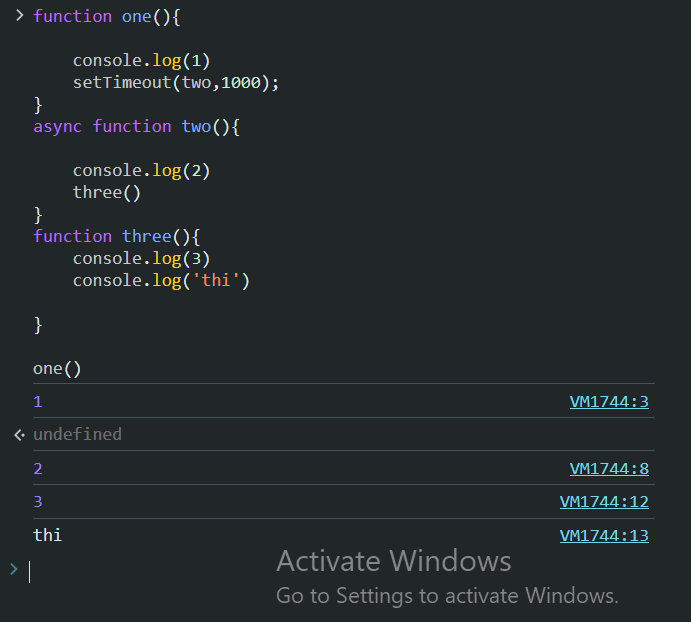 > function one(){
console.log(1)
setTimeout(two,1000);
}
async function two(){
console.log(2)
three()
}
function three(){
console.log(3)
console.log('thi')
}
one()
1 VM1744:3
undefined
2 VM1744:8
3 VM1744:12
thi VM1744:13
>
Activate Windows
Go to Settings to activate Windows.